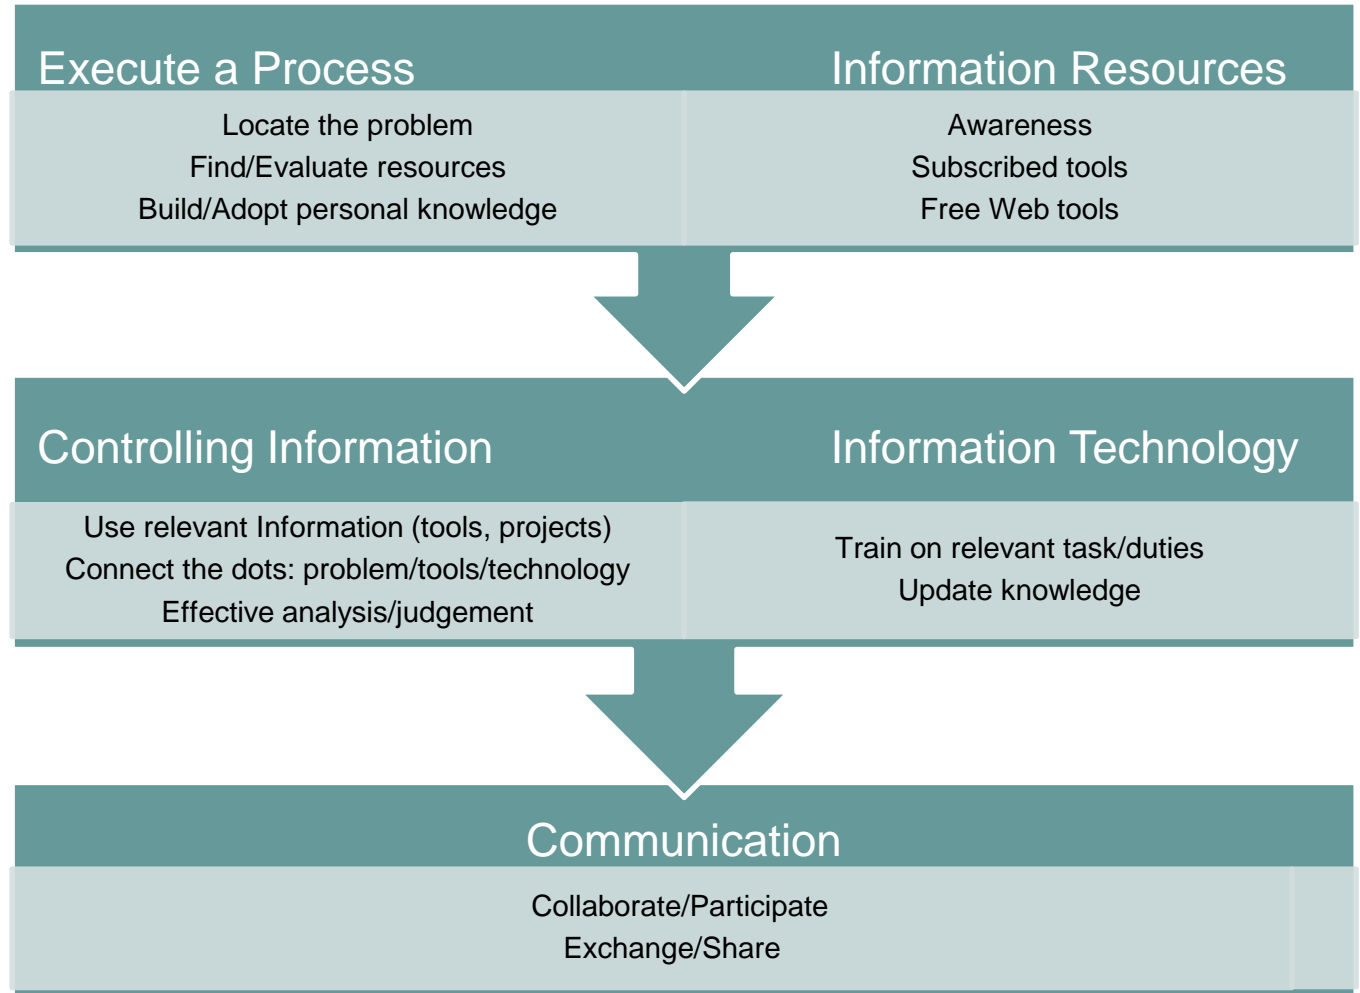 Execute a Process
Information Resources
Locate the problem
Find/Evaluate resources
Build/Adopt personal knowledge
Awareness
Subscribed tools
Free Web tools
Controlling Information
Information Technology
Use relevant Information (tools, projects)
Connect the dots: problem/tools/technology
Effective analysis/judgement
Train on relevant task/duties
Update knowledge
Communication
Collaborate/Participate
Exchange/Share